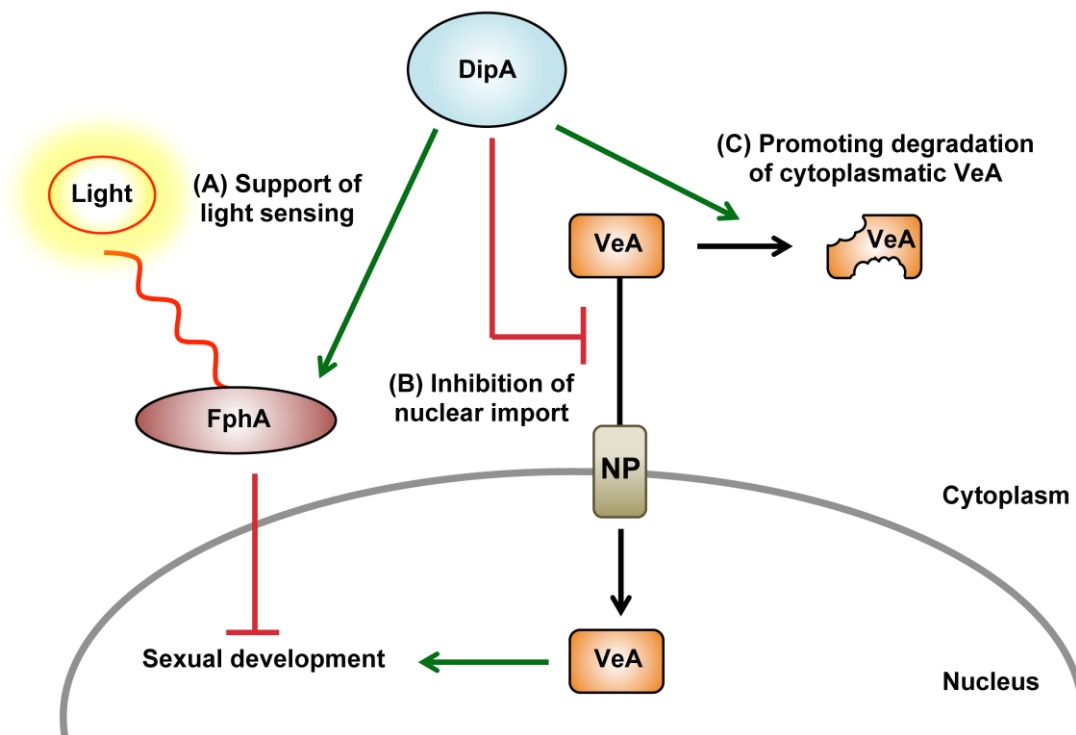 DipA
(C) Promoting degradation
of cytoplasmatic VeA
Light
(A) Support of
light sensing
VeA
VeA
(B) Inhibition of
nuclear import
FphA
NP
Cytoplasm
Sexual development
VeA
Nucleus